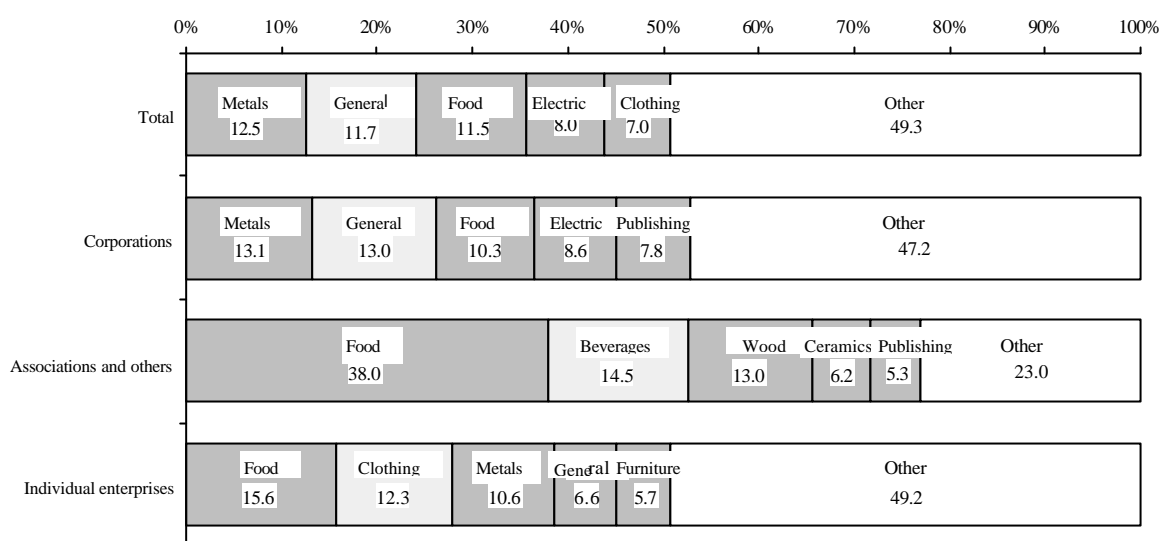 0% 10% 20% 30% 40% 50% 60% 70% 80% 90% 100%
Total
Metals General Food Electric Clothing Other
12.5 11.7 11.5 8.0 7.0 49.3
Corporations
Metals General Food Electric Publishing Other
13.1 13.0 10.3 8.6 7.8 47.2
Associations and others
Food Beverages Wood Ceramics Publishing Other
38.0 14.5 13.0 6.2 5.3 23.0
Individual enterprises
Food Clothing Metals General Furniture Other
15.6 12.3 10.6 6.6 5.7 49.2